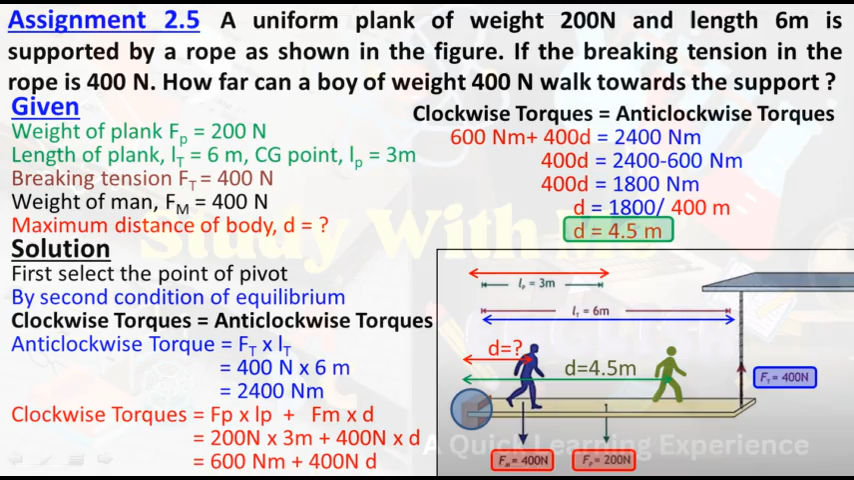 Assignment 2.5 A uniform plank of weight 200N and length 6m is
supported by a rope as shown in the figure. If the breaking tension in the
rope is 400 N. How far can a boy of weight 400 N walk towards the support ?
Given
Weight of plank Fp = 200 N
Length of plank, lT = 6 m, CG point, lp = 3m
Breaking tension FT = 400 N
Weight of man, FM = 400 N
Maximum distance of body, d = ?
Solution
First select the point of pivot
By second condition of equilibrium
Clockwise Torques = Anticlockwise Torques
Anticlockwise Torque = FT x lT
= 400 N x 6 m
= 2400 Nm
Clockwise Torques = Fp x lp + Fm x d
= 200N x 3m + 400N x d
= 600 Nm + 400N d
Clockwise Torques = Anticlockwise Torques
600 Nm+ 400d = 2400 Nm
400d = 2400-600 Nm
400d = 1800 Nm
d = 1800/ 400 m
d = 4.5 m
lp = 3m
lT = 6m
d=?
d=4.5m
FT = 400N
FM = 400N
FP = 200N
Study With
A Quick Learning Experience